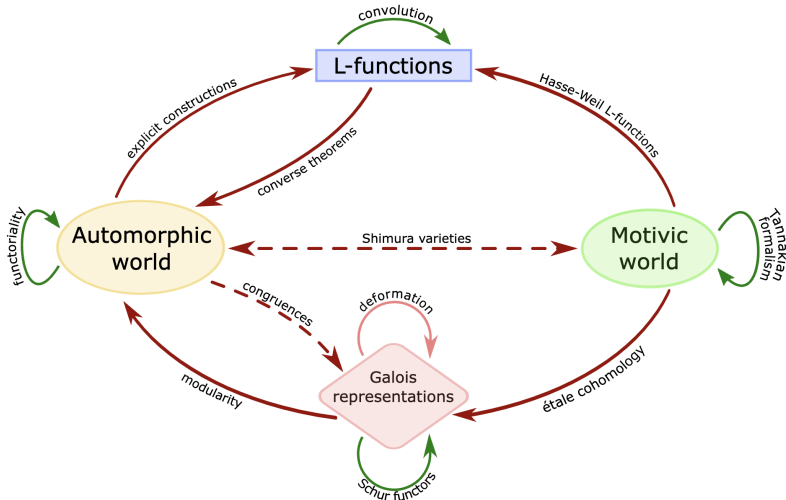 convolution
L-functions
explicit constructions
Hasse-Weil L-functions
converse theorems
functoriality
Automorphic
world
Shimura varieties
Motivic
world
Tannakian
formalism
congruences
deformation
Galois
representations
modularity
étale cohomology
Schur functors